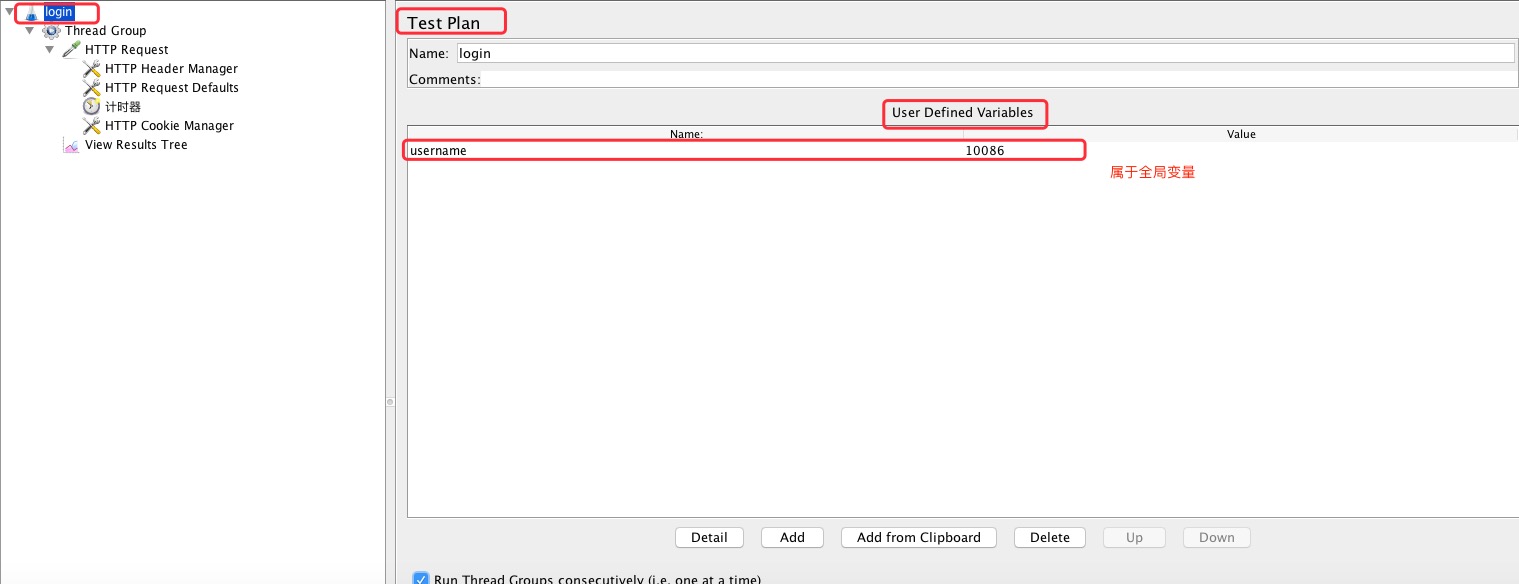 login
Thread Group
HTTP Request
HTTP Header Manager
HTTP Request Defaults
计时器
HTTP Cookie Manager
View Results Tree
Test Plan
Name: login
Comments:
User Defined Variables
Name: Value
username 10086
属于全局变量
Detail Add Add from Clipboard Delete Up Down
Run Thread Groups consecutively (i.e. one at a time)